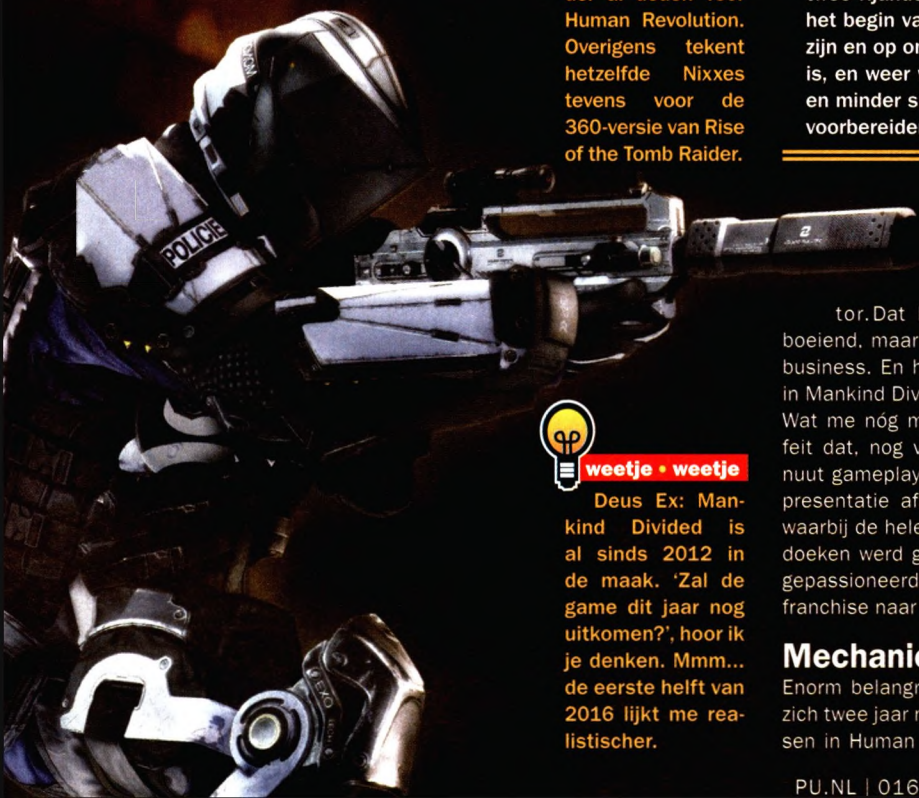 Human Revolution.
Overigens tekent
hetzelfde Nixxes
tevens voor de
360-versie van Rise
of the Tomb Raider.
het begin va
zijn en op on
is, en weer
en minder s
voorbereide
POLICIE
tor. Dat
boeiend, maar
business. En h
in Mankind Div
Wat me nóg m
feit dat, nog v
nuut gameplay
presentatie af
waarbij de hele
doeken werd g
gepassioneerd
franchise naar
weetje • weetje
Deus Ex: Man-
kind Divided is
al sinds 2012 in
de maak. ‘Zal de
game dit jaar nog
uitkomen?’, hoor ik
je denken. Mmm...
de eerste helft van
2016 lijkt me rea-
listischer.
Mechanie
Enorm belangr
zich twee jaar
sen in Human
PU.NL | 016